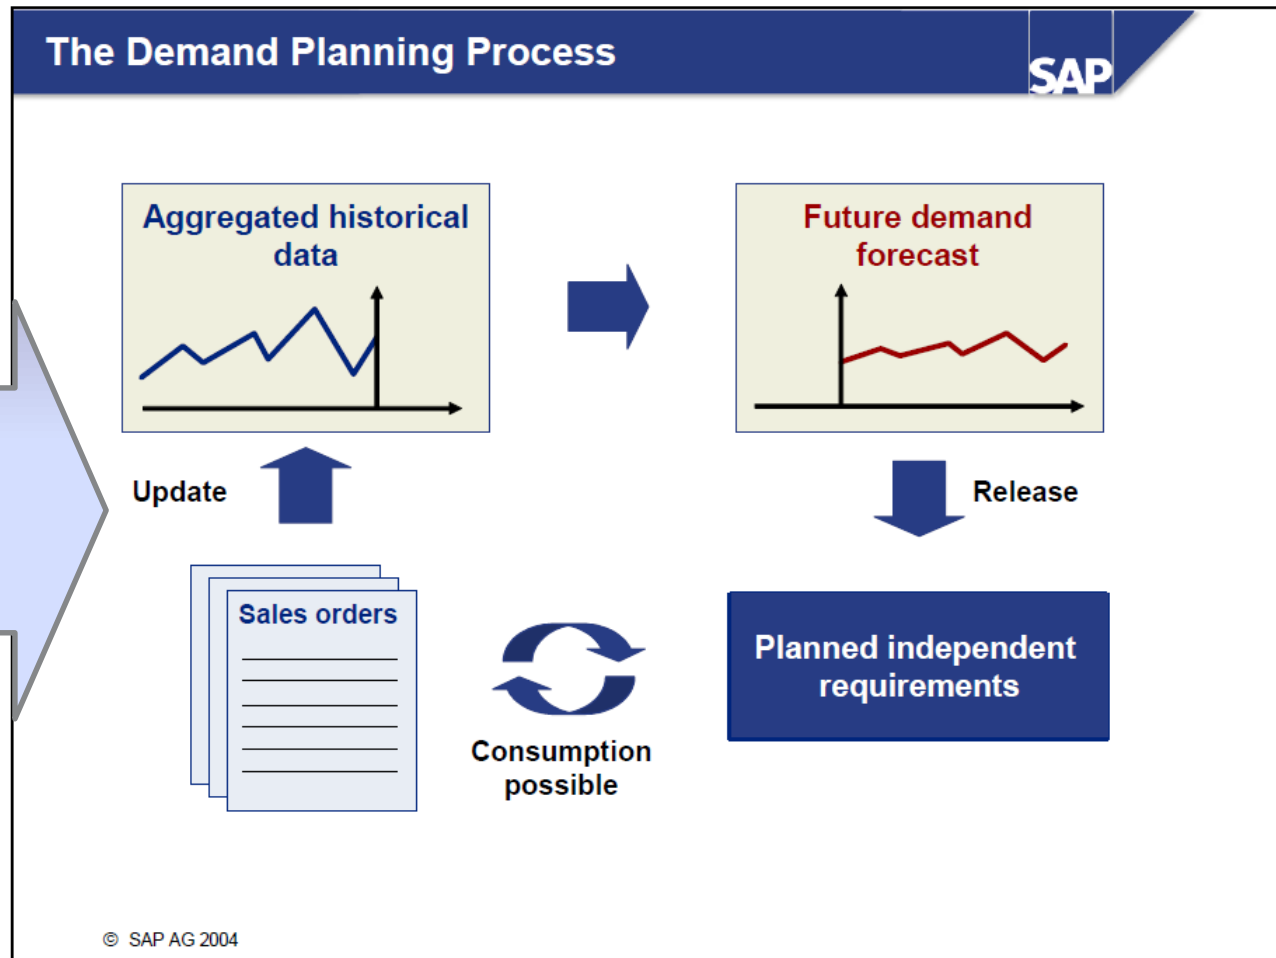 The Demand Planning Process
SAP
Aggregated historical
data
Future demand
forecast
Update
Release
Sales orders
Planned independent
requirements
Consumption
possible
© SAP AG 2004